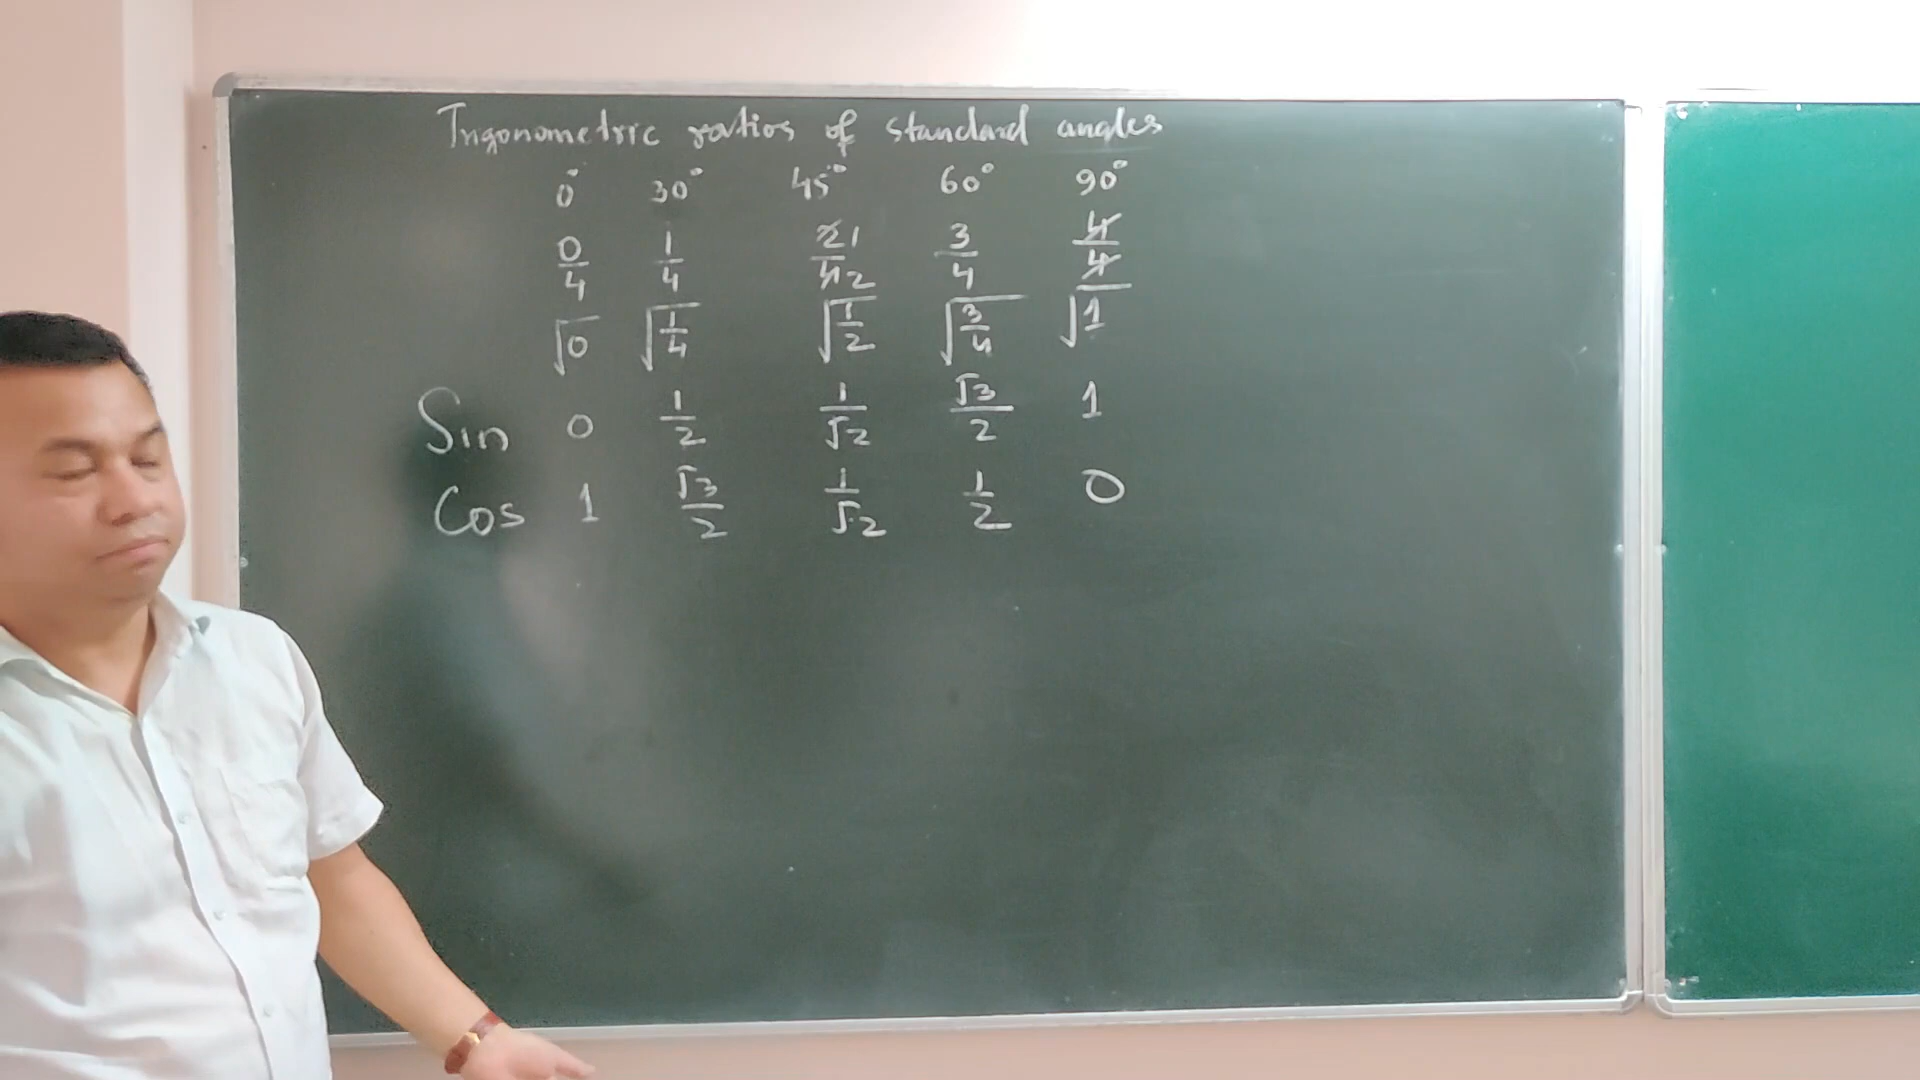 Trigonometric ratios of standard angles
0° 30° 45° 60° 90°
0/4 1/4 2/4 1/2 3/4 4/4
√0 √1/4 √1/2 √3/4 √1
Sin 0 1/2 1/√2 √3/2 1
Cos 1 √3/2 1/√2 1/2 0